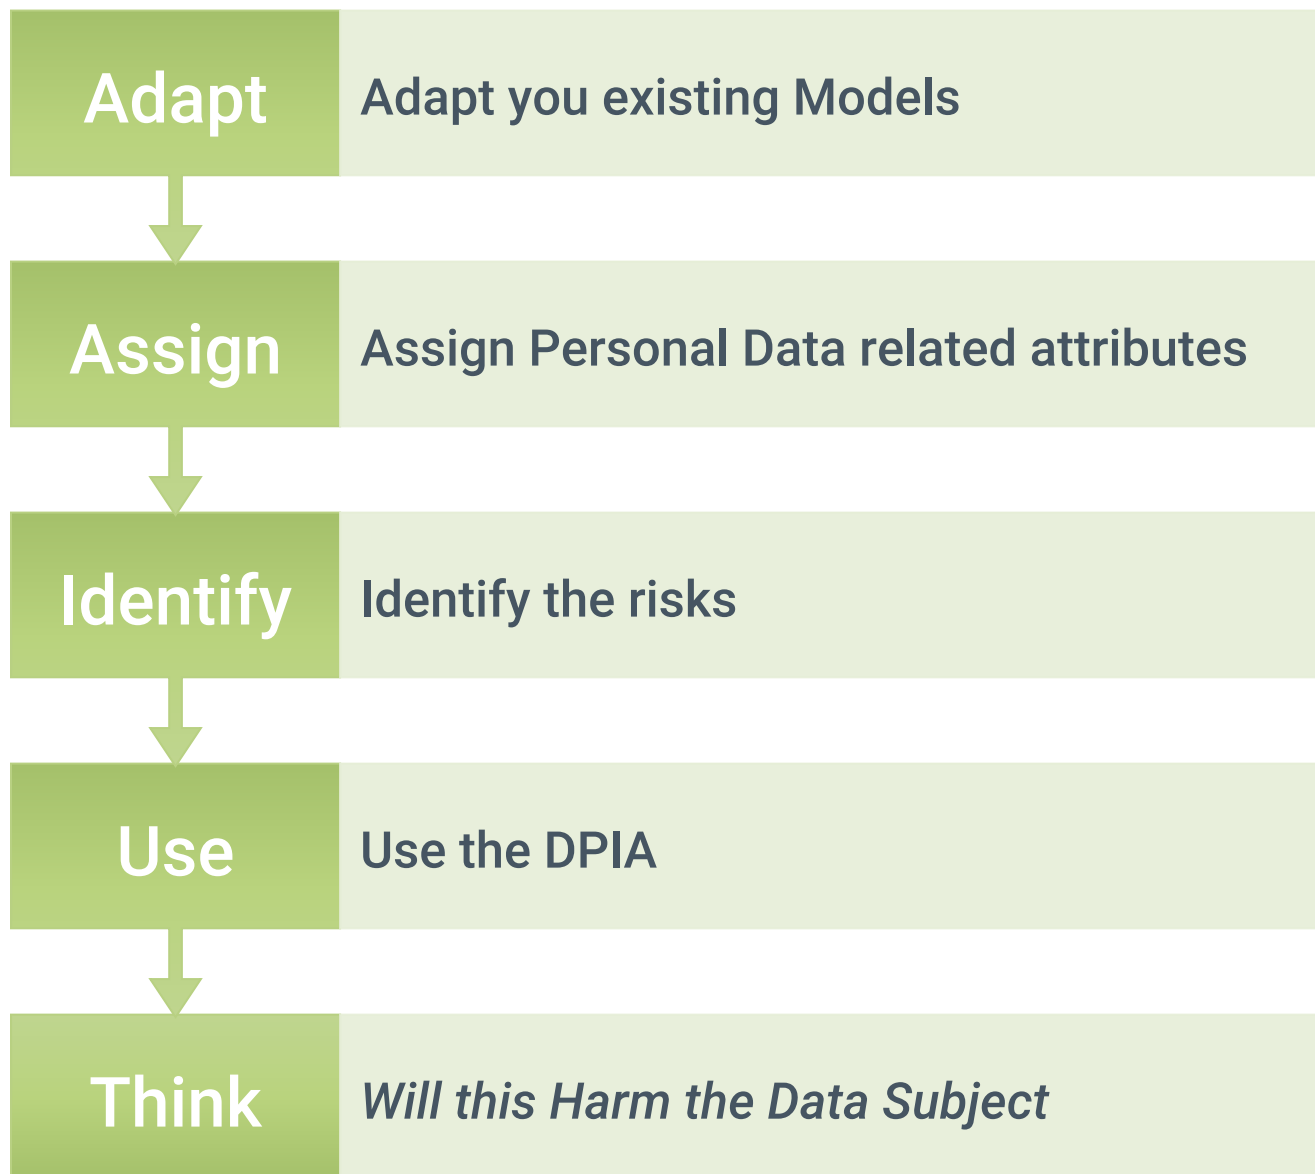 Adapt
Adapt you existing Models
Assign
Assign Personal Data related attributes
Identify
Identify the risks
Use
Use the DPIA
Think
Will this Harm the Data Subject